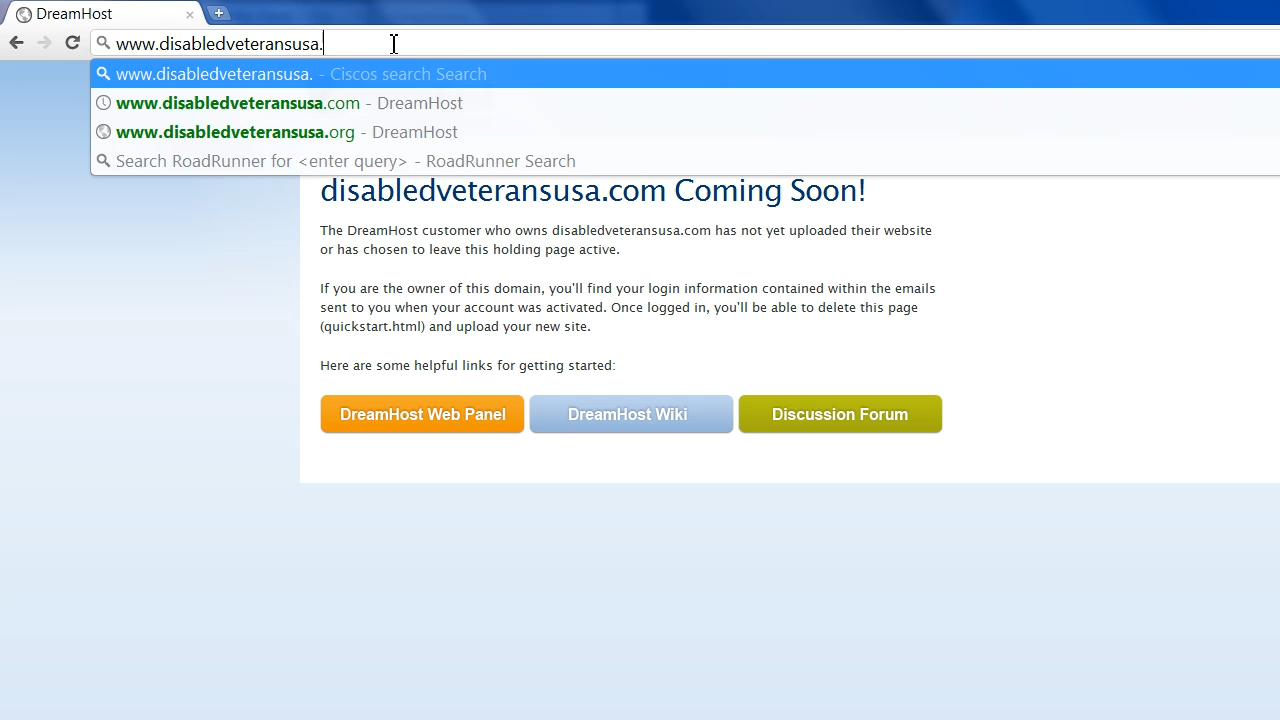 DreamHost
www.disabledveteransusa.
www.disabledveteransusa. - Ciscos search Search
www.disabledveteransusa.com - DreamHost
www.disabledveteransusa.org - DreamHost
Search RoadRunner for <enter query> - RoadRunner Search
disabledveteransusa.com Coming Soon!
The DreamHost customer who owns disabledveteransusa.com has not yet uploaded their website
or has chosen to leave this holding page active.
If you are the owner of this domain, you'll find your login information contained within the emails
sent to you when your account was activated. Once logged in, you'll be able to delete this page
(quickstart.html) and upload your new site.
Here are some helpful links for getting started:
DreamHost Web Panel DreamHost Wiki Discussion Forum